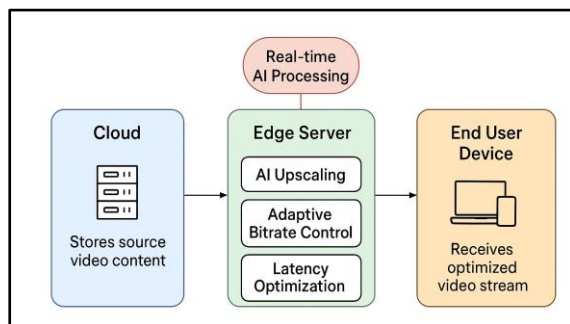 Real-time
AI Processing
Cloud
Stores source
video content
Edge Server
AI Upscaling
Adaptive
Bitrate Control
Latency
Optimization
End User
Device
Receives
optimized
video stream